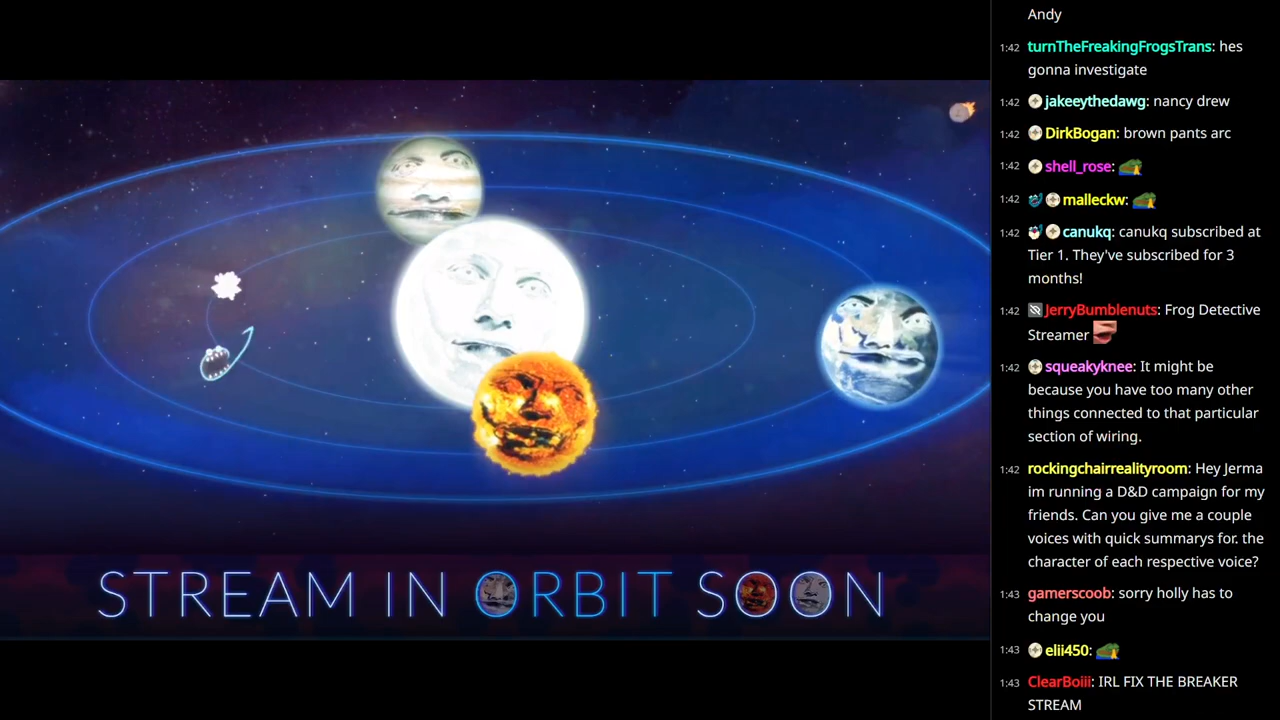 Andy
1:42 turnTheFreakingFrogsTrans: hes
gonna investigate
1:42 jakeeythedawg: nancy drew
1:42 DirkBogan: brown pants arc
1:42 shell_rose:
1:42 malleckw:
1:42 canukq: canukq subscribed at
Tier 1. They've subscribed for 3
months!
1:42 JerryBumblenuts: Frog Detective
Streamer
1:42 squeakyknee: It might be
because you have too many other
things connected to that particular
section of wiring.
1:42 rockingchairrealityroom: Hey Jerma
im running a D&D campaign for my
friends. Can you give me a couple
voices with quick summarys for. the
character of each respective voice?
1:43 gamerscoob: sorry holly has to
change you
1:43 elii450:
1:43 ClearBoiii: IRL FIX THE BREAKER
STREAM
STREAM IN ORBIT SOON